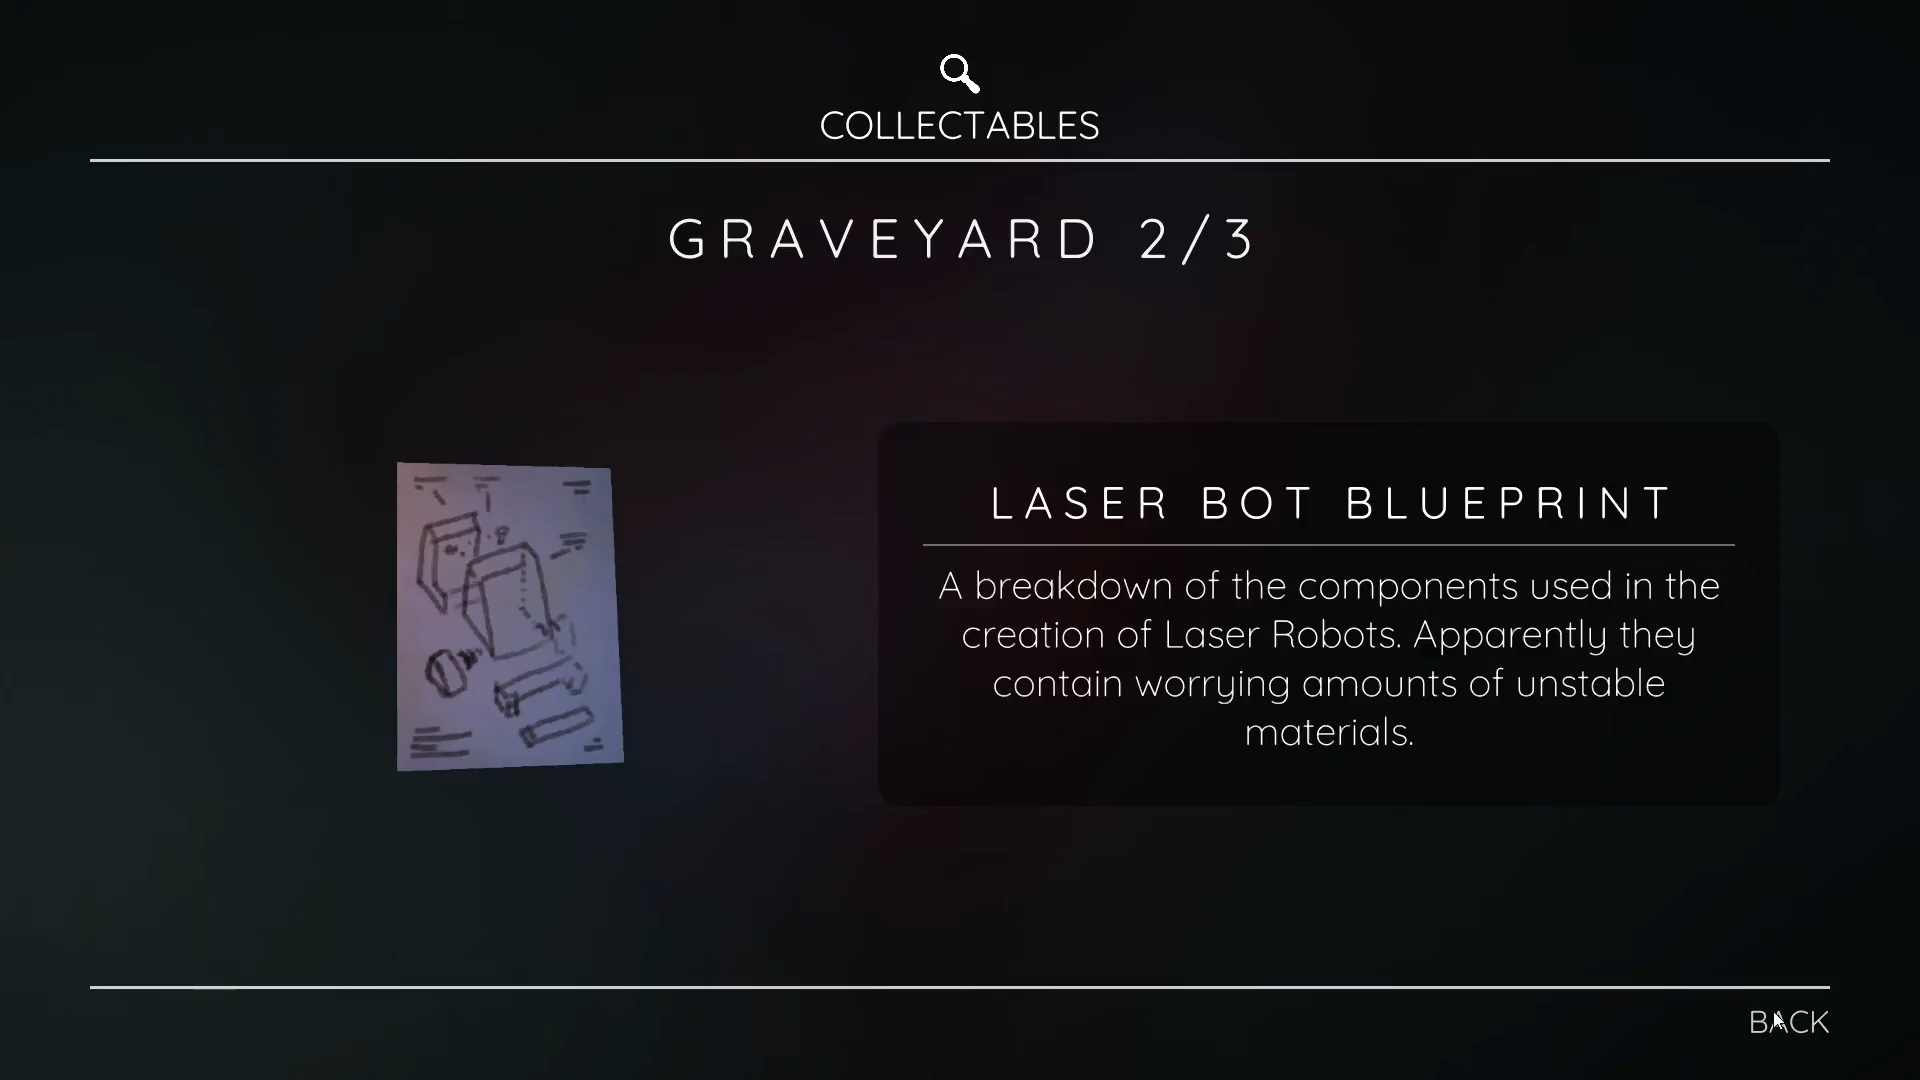 COLLECTABLES
GRAVEYARD 2/3
LASER BOT BLUEPRINT
A breakdown of the components used in the
creation of Laser Robots. Apparently they
contain worrying amounts of unstable
materials.
BACK